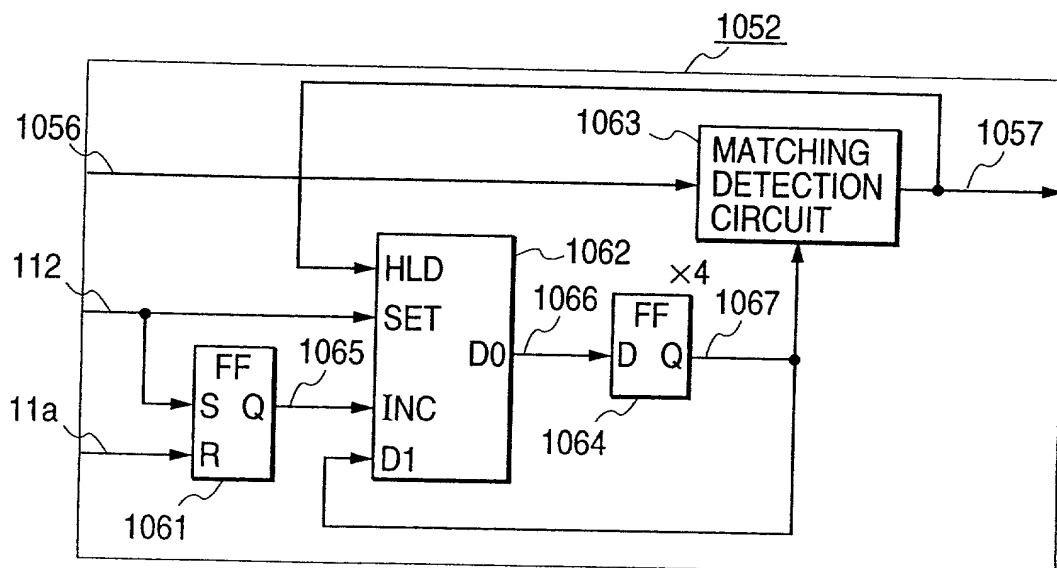 1052
1056
1063
MATCHING
DETECTION
CIRCUIT
1057
112
HLD
SET
INC
D1
D0
1062
1066
×4
FF
D Q
1067
1064
FF
S Q
R
1065
11a
1061